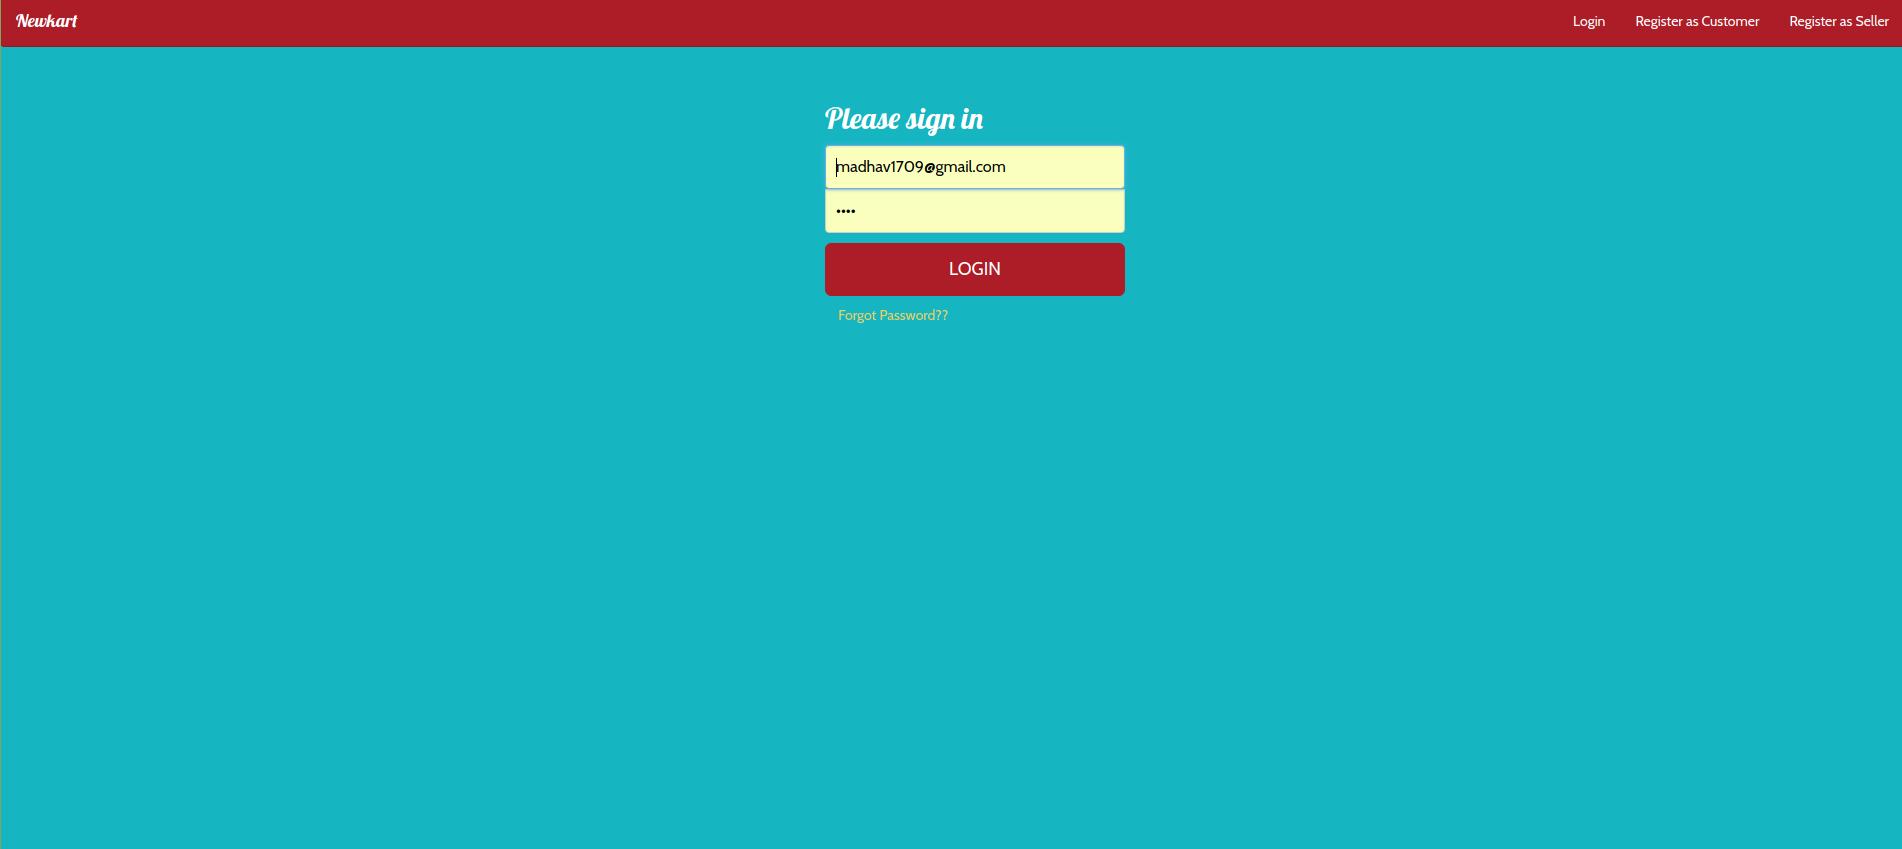 Newkart
Login Register as Customer Register as Seller
Please sign in
madhav1709@gmail.com
••••
LOGIN
Forgot Password??